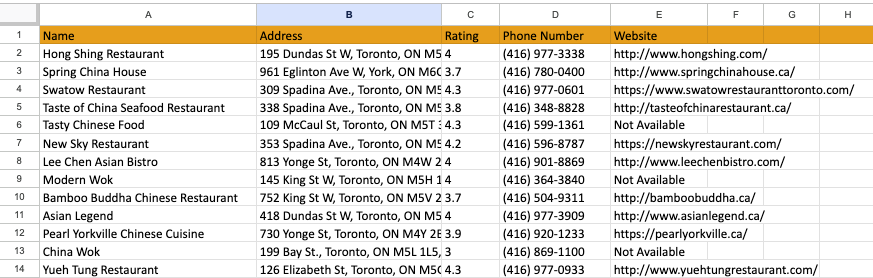 A B C D E F G H
1 Name Address Rating Phone Number Website
2 Hong Shing Restaurant 195 Dundas St W, Toronto, ON M5 4 (416) 977-3338 http://www.hongshing.com/
3 Spring China House 961 Eglinton Ave W, York, ON M6C 3.7 (416) 780-0400 http://www.springchinahouse.ca/
4 Swatow Restaurant 309 Spadina Ave., Toronto, ON M5 4.3 (416) 977-0601 https://www.swatowrestauranttoronto.com/
5 Taste of China Seafood Restaurant 338 Spadina Ave., Toronto, ON M5 3.8 (416) 348-8828 http://tasteofchinarestaurant.ca/
6 Tasty Chinese Food 109 McCaul St, Toronto, ON M5T 4.3 (416) 599-1361 Not Available
7 New Sky Restaurant 353 Spadina Ave, Toronto, ON M5 4.2 (416) 596-8787 https://newskyrestaurant.com/
8 Lee Chen Asian Bistro 813 Yonge St, Toronto, ON M4W 2 4 (416) 901-8869 http://www.leechenbistro.com/
9 Modern Wok 145 King St W, Toronto, ON M5H 1 4 (416) 364-3840 Not Available
10 Bamboo Buddha Chinese Restaurant 752 King St W, Toronto, ON M5V 2 3.7 (416) 504-9311 http://bamboobuddha.ca/
11 Asian Legend 418 Dundas St W, Toronto, ON M5 4 (416) 977-3909 http://www.asianlegend.ca/
12 Pearl Yorkville Chinese Cuisine 730 Yonge St, Toronto, ON M4Y 2B 3.9 (416) 920-1233 https://pearlyorkville.ca/
13 China Wok 199 Bay St., Toronto, ON M5L 1L5, 3 (416) 869-1100 Not Available
14 Yueh Tung Restaurant 126 Elizabeth St, Toronto, ON M5G 4.3 (416) 977-0933 http://www.yuehtungrestaurant.com/